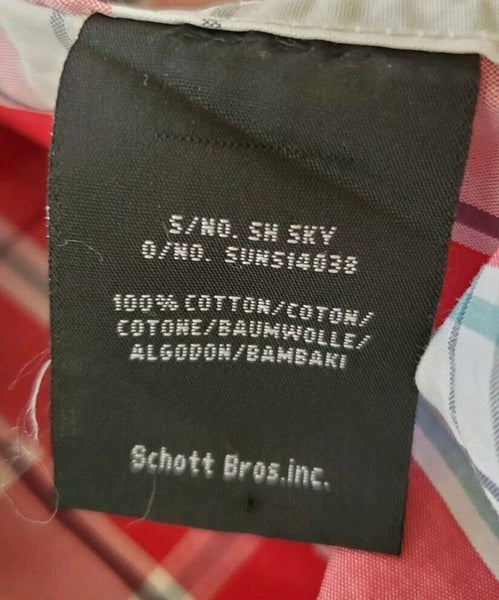 S/NO. SH SKY
O/NO. SUNS14038
100% COTTON/COTON/
COTONE/BAUMWOLLE/
ALGODON/BAMBAKI
Schott Bros.inc.